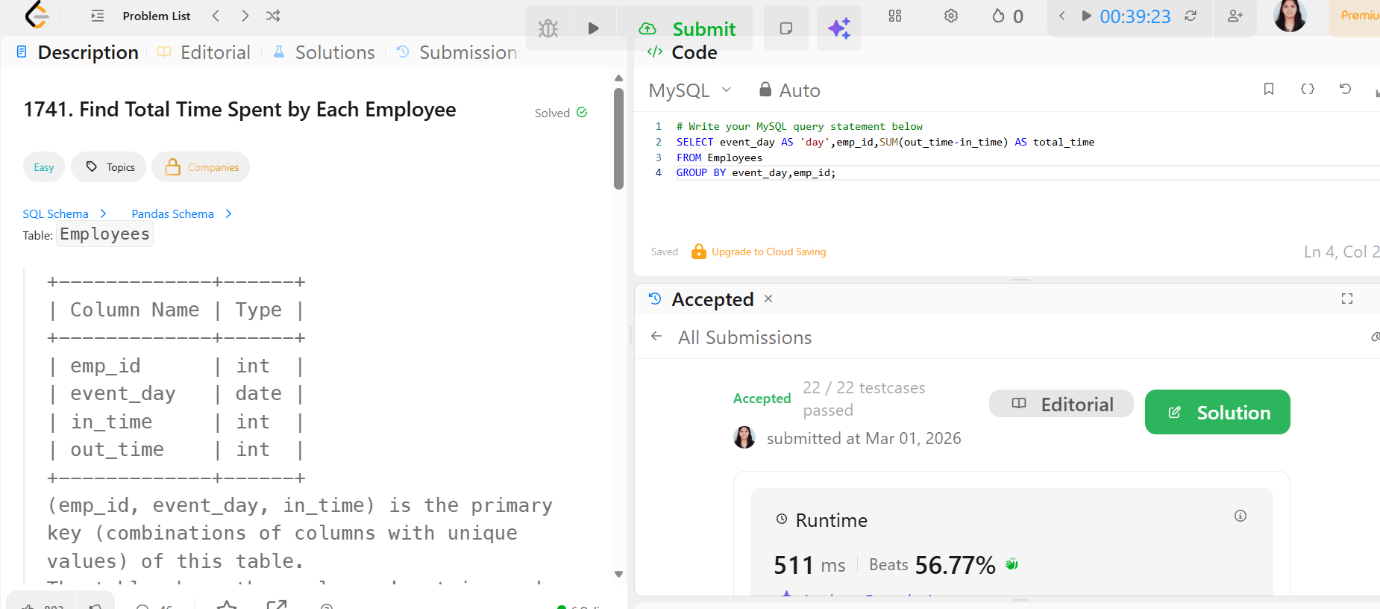 Problem List
Submit
0
00:39:23
Premium
Description
Editorial
Solutions
Submissions
Code
1741. Find Total Time Spent by Each Employee
Solved
Easy
Topics
Companies
SQL Schema
Pandas Schema
Table: Employees
+-------------+------+
| Column Name | Type |
+-------------+------+
| emp_id | int |
| event_day | date |
| in_time | int |
| out_time | int |
+-------------+------+
(emp_id, event_day, in_time) is the primary
key (combinations of columns with unique
values) of this table.
MySQL
Auto
1 # Write your MySQL query statement below
2 SELECT event_day AS 'day',emp_id,SUM(out_time-in_time) AS total_time
3 FROM Employees
4 GROUP BY event_day,emp_id;
Saved
Upgrade to Cloud Saving
Ln 4, Col 2
Accepted
All Submissions
Accepted
22 / 22 testcases
passed
submitted at Mar 01, 2026
Editorial
Solution
Runtime
511 ms
Beats 56.77%